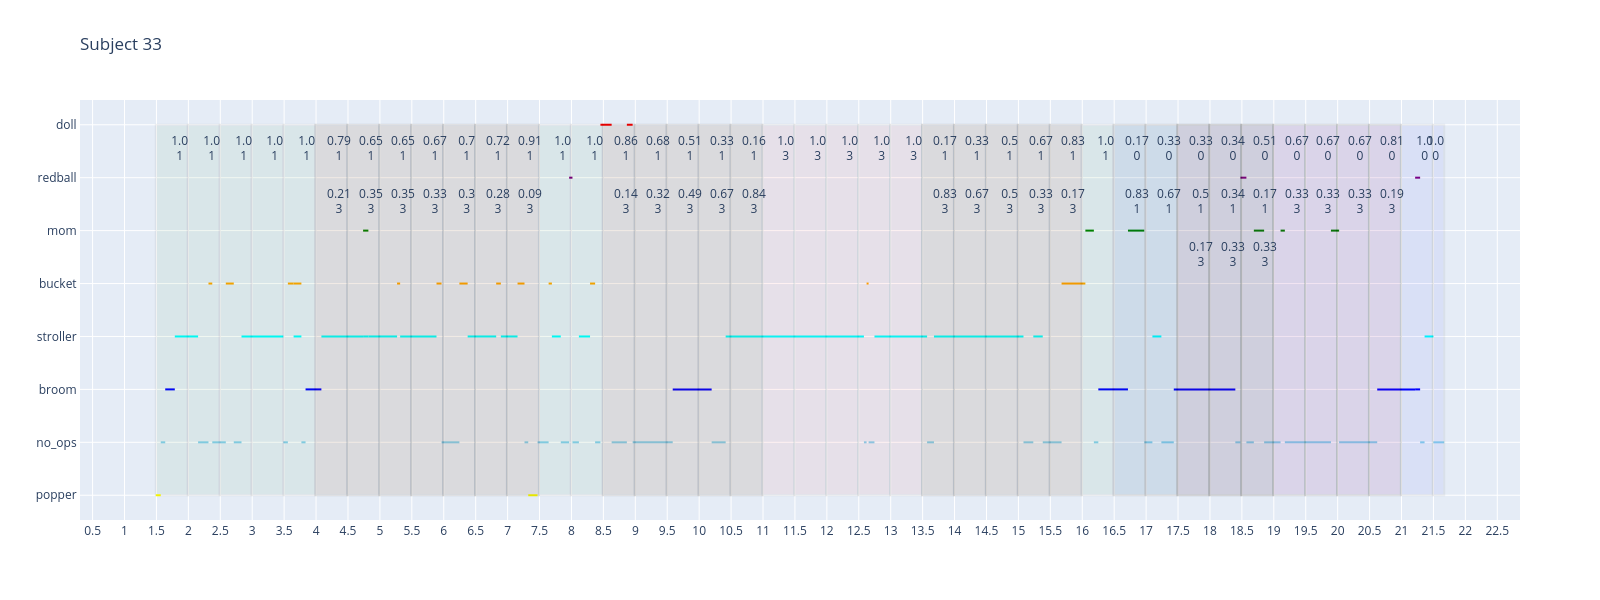 Subject 33
doll
1.0 1.0 1.0 1.0 1.0 0.79 0.65 0.65 0.67 0.7 0.72 0.91 1.0 1.0 0.86 0.68 0.51 0.33 0.16 1.0 1.0 1.0 1.0 1.0 0.17 0.33 0.5 0.67 0.83 1.0 0.17 0.33 0.33 0.34 0.51 0.67 0.67 0.67 0.81 1.0 1.0
1 1 1 1 1 1 1 1 1 1 1 1 1 1 1 1 1 1 1 3 3 3 3 3 1 1 1 1 1 1 0 0 0 0 0 0 0 0 0 0 0
redball
0.21 0.35 0.35 0.33 0.3 0.28 0.09 0.14 0.32 0.49 0.67 0.84 0.83 0.67 0.5 0.33 0.17 0.83 0.67 0.5 0.34 0.17 0.33 0.33 0.33 0.19
3 3 3 3 3 3 3 3 3 3 3 3 3 3 3 3 3 1 1 1 1 1 3 3 3 3
mom
0.17 0.33 0.33
3 3 3
bucket
stroller
broom
no_ops
popper
0.5 1 1.5 2 2.5 3 3.5 4 4.5 5 5.5 6 6.5 7 7.5 8 8.5 9 9.5 10 10.5 11 11.5 12 12.5 13 13.5 14 14.5 15 15.5 16 16.5 17 17.5 18 18.5 19 19.5 20 20.5 21 21.5 22 22.5